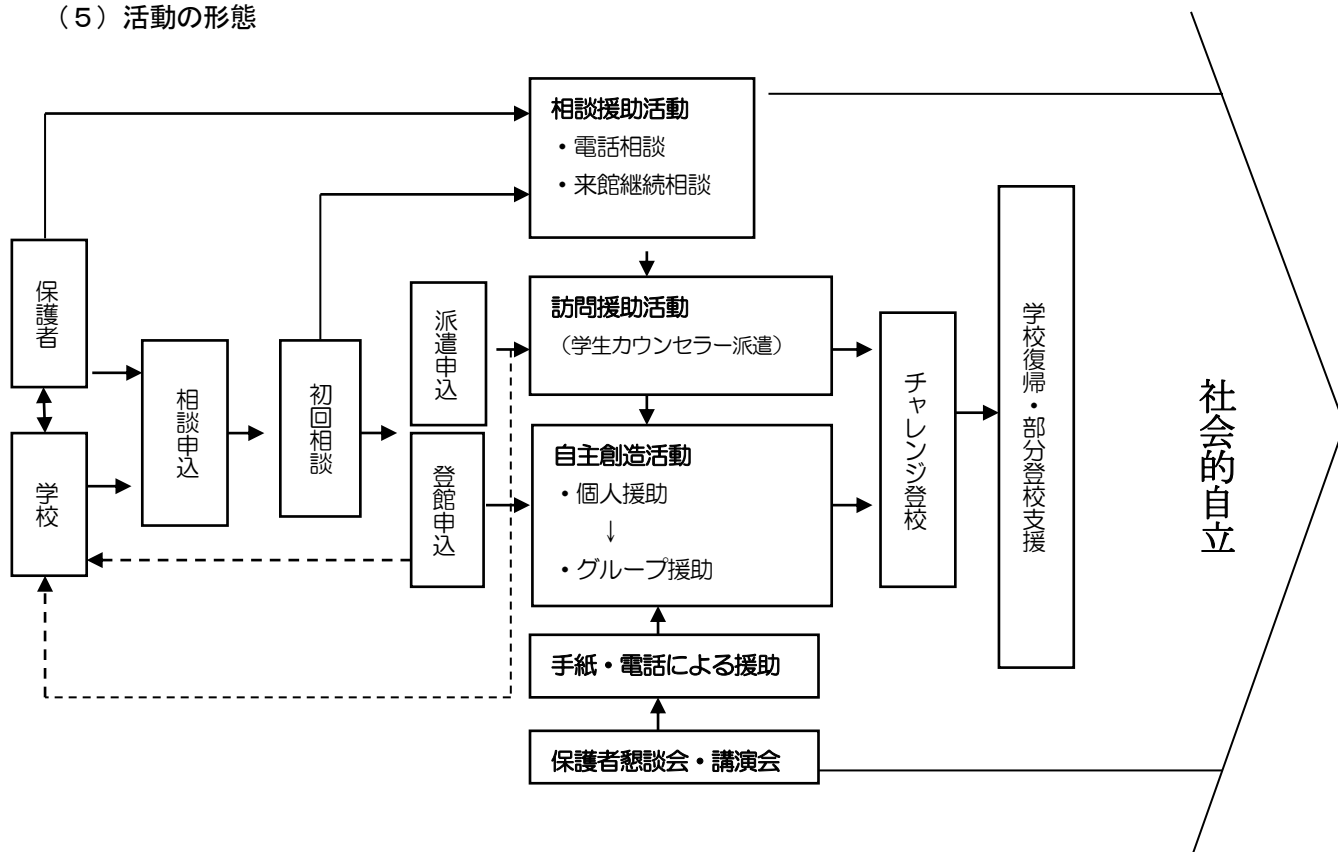 （５）活動の形態
相談援助活動
・電話相談
・来館継続相談
保護者
学校
相談申込
初回相談
派遣申込
登館申込
訪問援助活動
（学生カウンセラー派遣）
自主創造活動
・個人援助
↓
・グループ援助
手紙・電話による援助
保護者懇談会・講演会
チャレンジ登校
学校復帰・部分登校支援
社会的自立